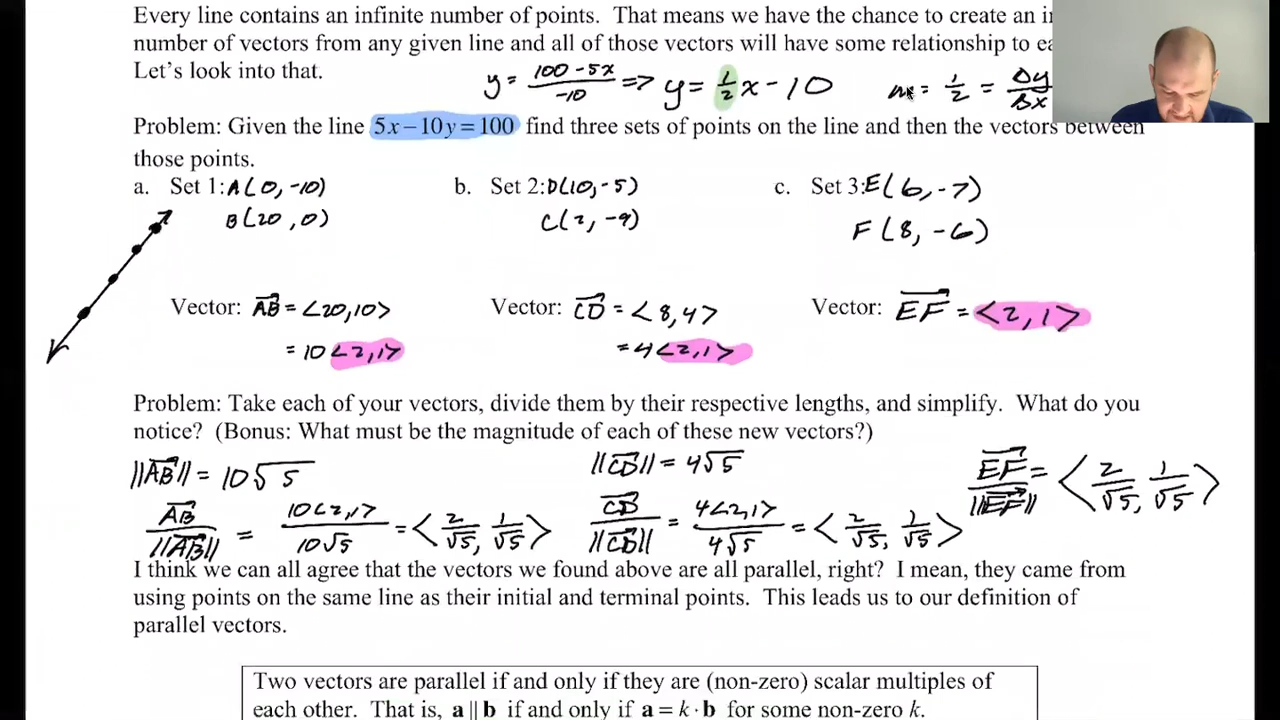 Every line contains an infinite number of points. That means we have the chance to create an
number of vectors from any given line and all of those vectors will have some relationship to
Let's look into that.
y = (100 - 5x)/(-10) => y = 1/2 x - 10    m = 1/2 = Δy/Δx
Problem: Given the line 5x − 10y = 100 find three sets of points on the line and then the vectors between
those points.
a. Set 1: A(0, -10)    b. Set 2: D(10, -5)    c. Set 3: E(6, -7)
B(20, 0)    C(2, -9)    F(8, -6)
Vector: AB = <20, 10>    Vector: CD = <8, 4>    Vector: EF = <2, 1>
= 10<2, 1>    = 4<2, 1>
Problem: Take each of your vectors, divide them by their respective lengths, and simplify. What do you
notice? (Bonus: What must be the magnitude of each of these new vectors?)
||AB|| = 10√5    ||CD|| = 4√5    EF/||EF|| = <2/√5, 1/√5>
AB/||AB|| = 10<2, 1>/10√5 = <2/√5, 1/√5>    CD/||CD|| = 4<2, 1>/4√5 = <2/√5, 1/√5>
I think we can all agree that the vectors we found above are all parallel, right? I mean, they came from
using points on the same line as their initial and terminal points. This leads us to our definition of
parallel vectors.
Two vectors are parallel if and only if they are (non-zero) scalar multiples of
each other. That is, a || b if and only if a = k · b for some non-zero k.